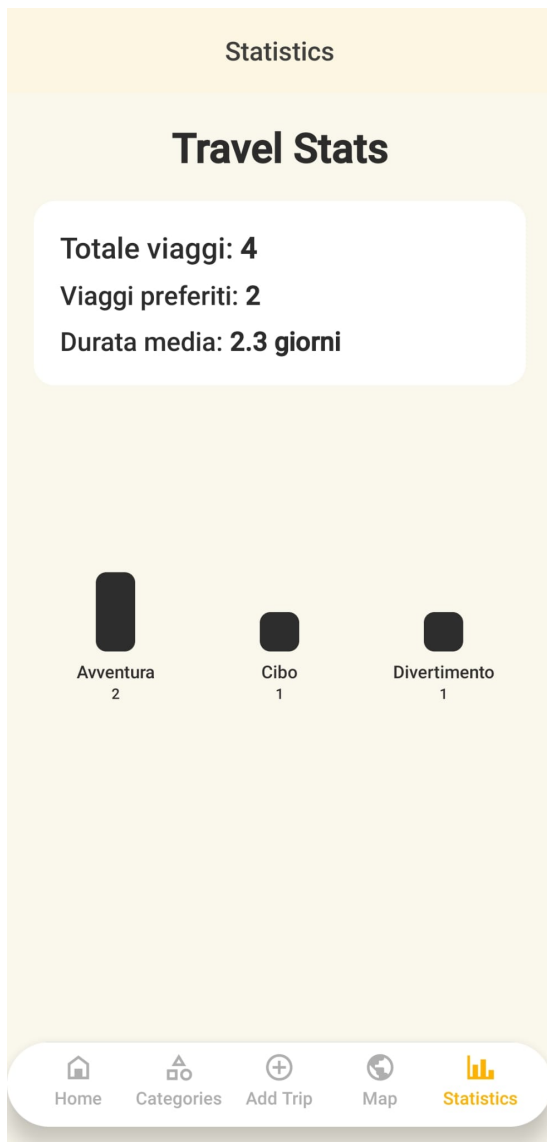 Statistics
Travel Stats
Totale viaggi: 4
Viaggi preferiti: 2
Durata media: 2.3 giorni
Avventura
2
Cibo
1
Divertimento
1
Home
Categories
Add Trip
Map
Statistics